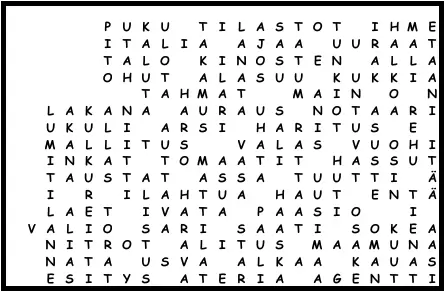 PUKU TILASTOT IHME
ITALIA AJAA UURAAT
TALO KINOSTEN ALLA
OHUT ALASUU KUKKIA
TAHMAT MAIN O N
LAKANA AURAUS NOTAARI
UKULI ARSI HARITUS E
MALLITUS VALAS VUOHI
INKAT TOMAATIT HASSUT
TAUSTAT ASSA TUUTTI Ä
I R ILAHTUA HAUT ENTÄ
LAET IVATA PAASIO I
VALIO SARI SAATI SOKEA
NITROT ALITUS MAAMUNA
NATA USVA ALKAA KAUAS
ESITYS ATERIA AGENTTI